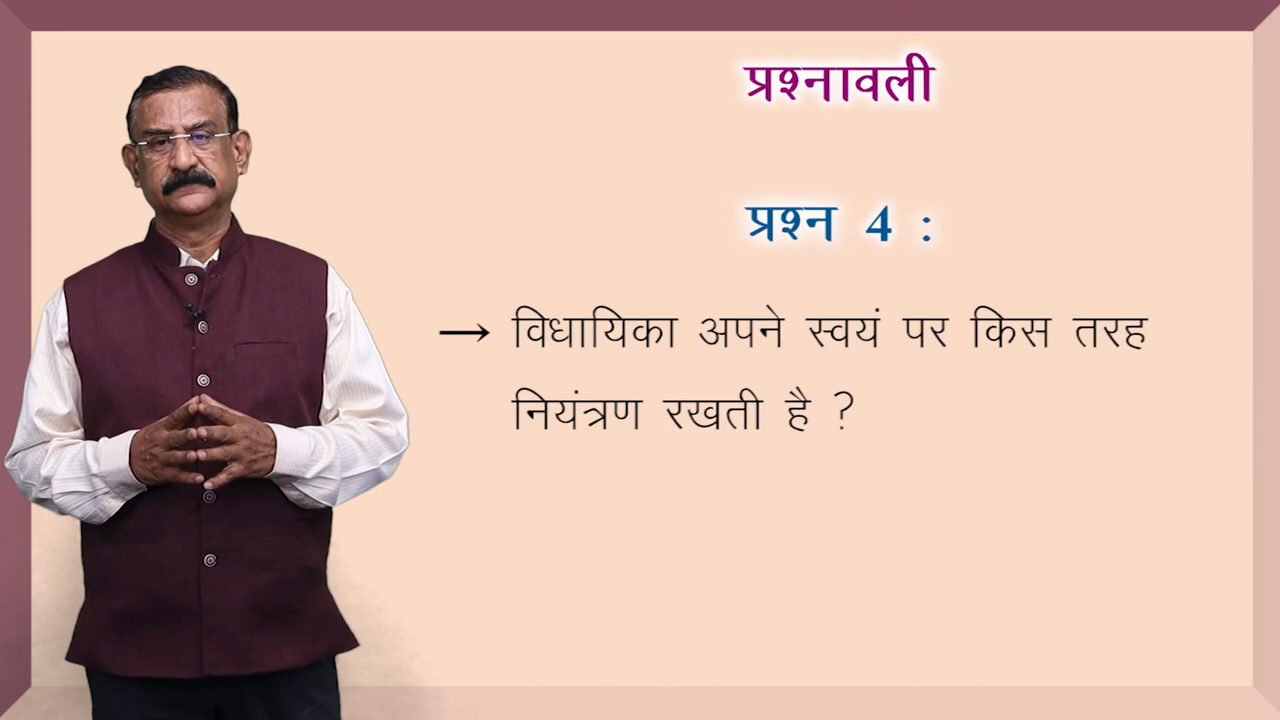 प्रश्नावली
प्रश्न 4 :
→ विधायिका अपने स्वयं पर किस तरह
नियंत्रण रखती है ?